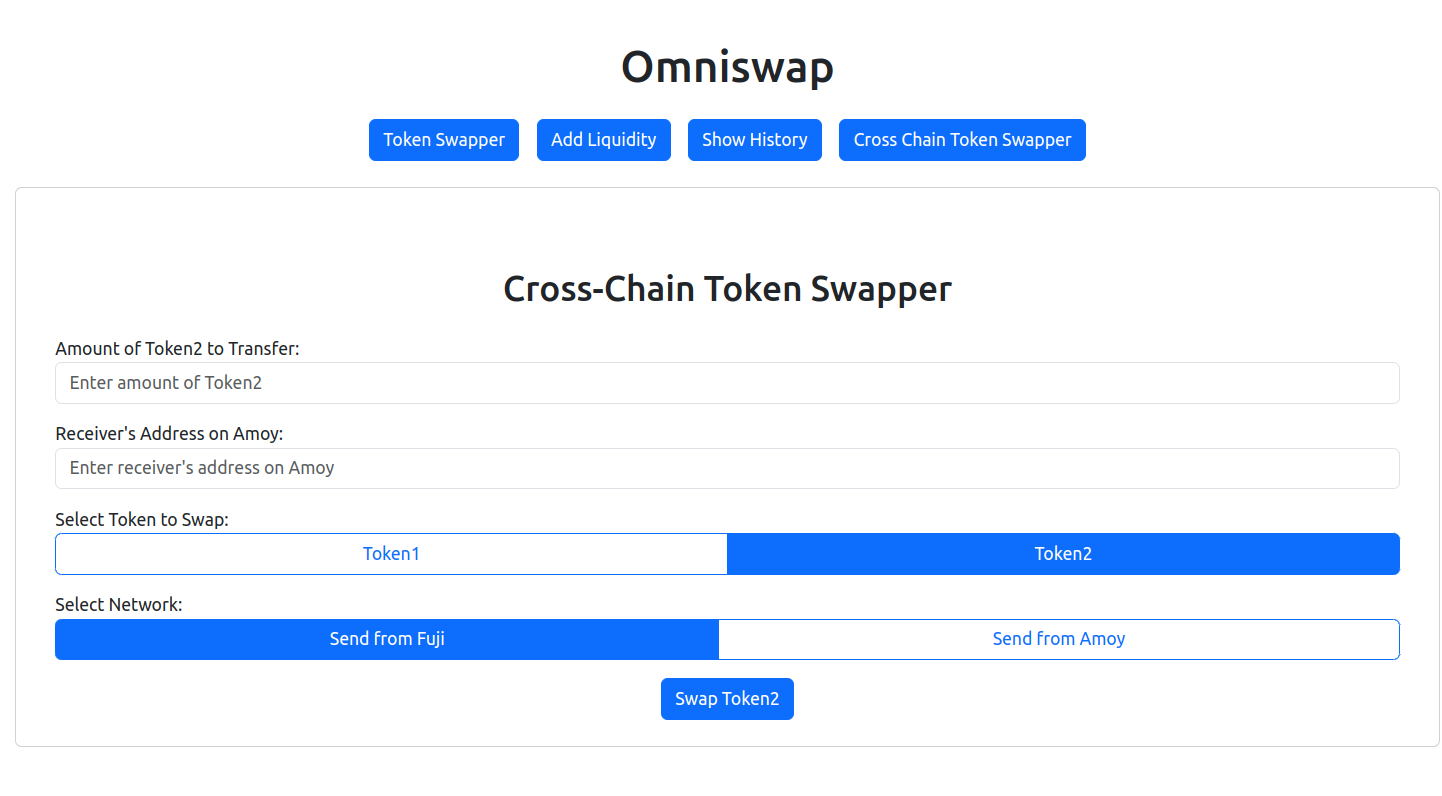 Omniswap
Token Swapper Add Liquidity Show History Cross Chain Token Swapper
Cross-Chain Token Swapper
Amount of Token2 to Transfer:
Enter amount of Token2
Receiver's Address on Amoy:
Enter receiver's address on Amoy
Select Token to Swap:
Token1 Token2
Select Network:
Send from Fuji Send from Amoy
Swap Token2